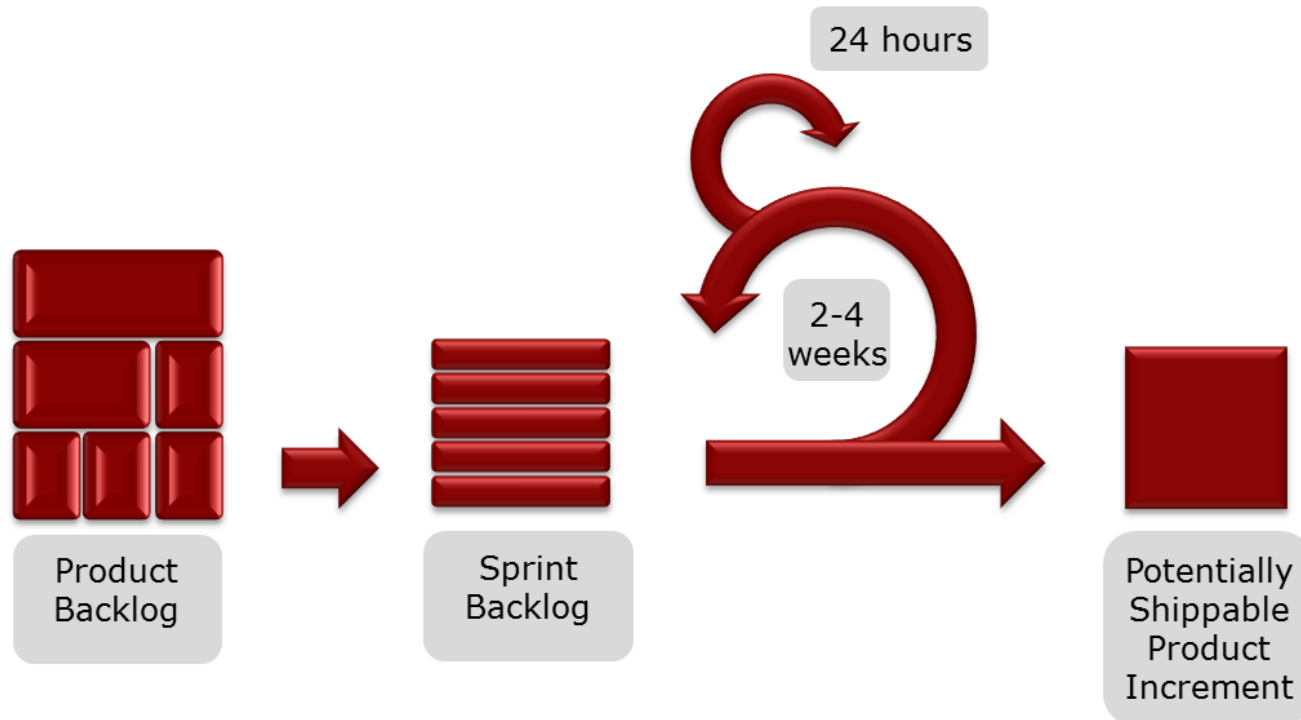 24 hours
2-4
weeks
Product
Backlog
Sprint
Backlog
Potentially
Shippable
Product
Increment